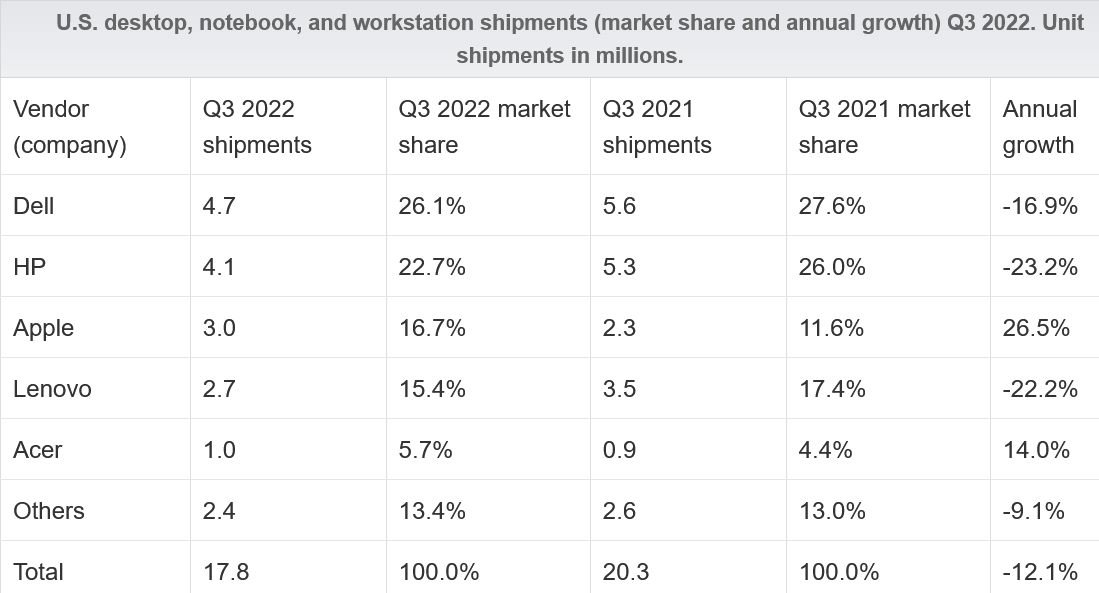 U.S. desktop, notebook, and workstation shipments (market share and annual growth) Q3 2022. Unit
shipments in millions.
Vendor (company) Q3 2022 shipments Q3 2022 market share Q3 2021 shipments Q3 2021 market share Annual growth
Dell 4.7 26.1% 5.6 27.6% -16.9%
HP 4.1 22.7% 5.3 26.0% -23.2%
Apple 3.0 16.7% 2.3 11.6% 26.5%
Lenovo 2.7 15.4% 3.5 17.4% -22.2%
Acer 1.0 5.7% 0.9 4.4% 14.0%
Others 2.4 13.4% 2.6 13.0% -9.1%
Total 17.8 100.0% 20.3 100.0% -12.1%